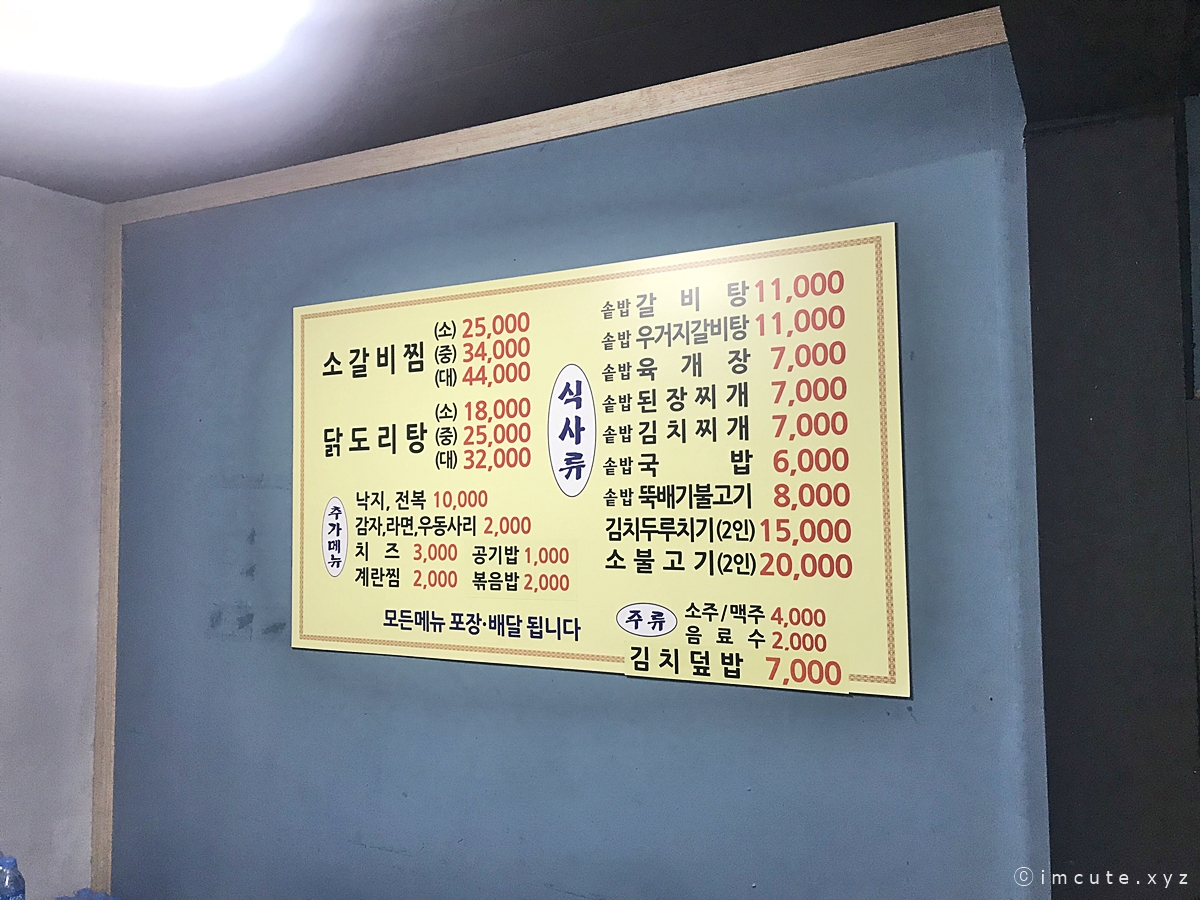 소갈비찜 (소) 25,000
(중) 34,000
(대) 44,000
닭도리탕 (소) 18,000
(중) 25,000
(대) 32,000
추가메뉴
낙지, 전복 10,000
감자,라면,우동사리 2,000
치즈 3,000 공기밥 1,000
계란찜 2,000 볶음밥 2,000
모든메뉴 포장·배달 됩니다
식사류
솥밥 갈비탕 11,000
솥밥 우거지갈비탕 11,000
솥밥 육개장 7,000
솥밥 된장찌개 7,000
솥밥 김치찌개 7,000
솥밥 국밥 6,000
솥밥 뚝배기불고기 8,000
김치두루치기(2인) 15,000
소불고기(2인) 20,000
주류
소주/맥주 4,000
음료수 2,000
김치덮밥 7,000
ⓒimcute.xyz